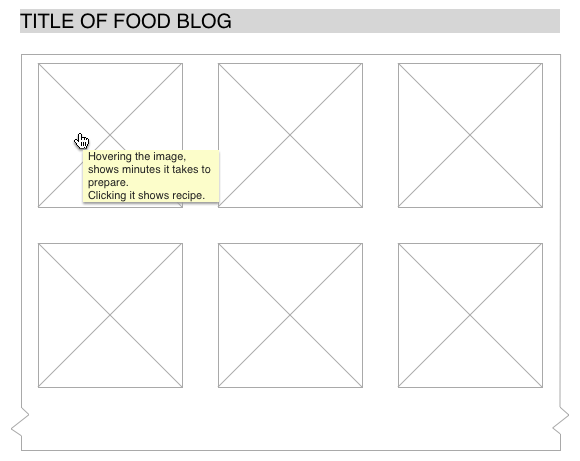 TITLE OF FOOD BLOG
Hovering the image,
shows minutes it takes to
prepare.
Clicking it shows recipe.